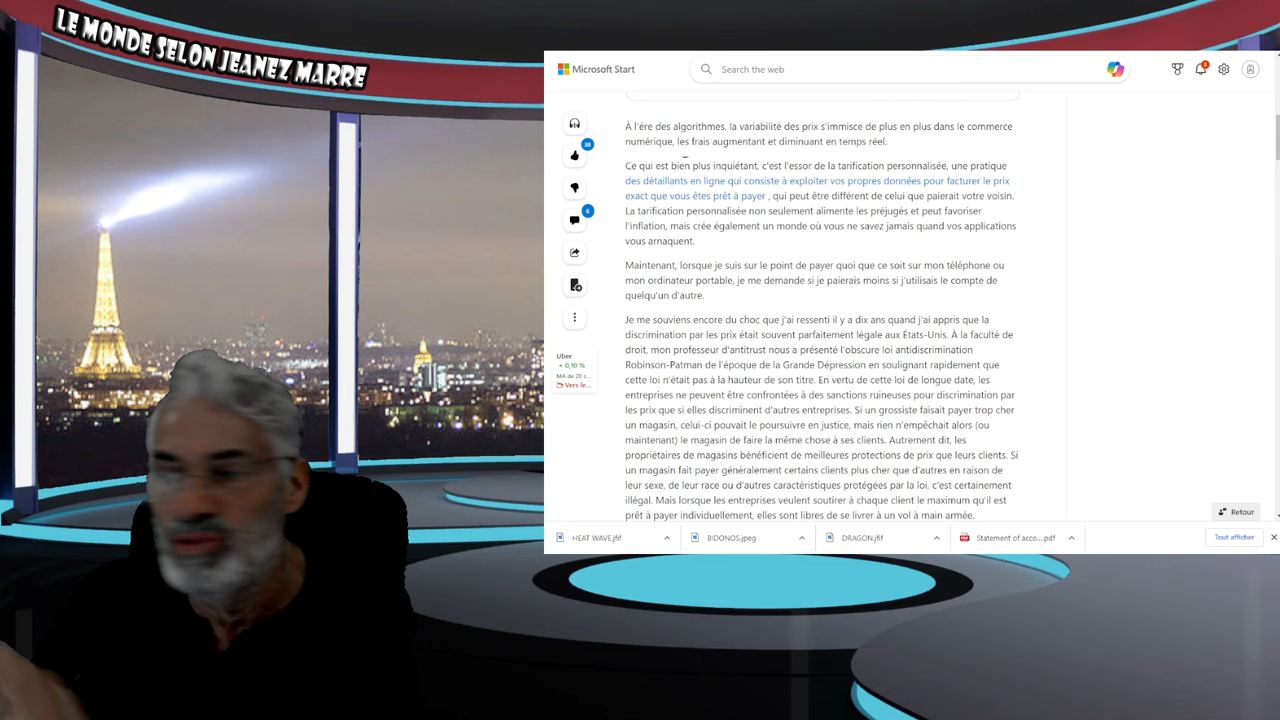 LE MONDE SELON JEANEZ MARRE
Microsoft Start
Search the web
3
À l'ère des algorithmes, la variabilité des prix s'immisce de plus en plus dans le commerce
numérique, les frais augmentant et diminuant en temps réel.
38
Ce qui est bien plus inquiétant, c'est l'essor de la tarification personnalisée, une pratique
des détaillants en ligne qui consiste à exploiter vos propres données pour facturer le prix
exact que vous êtes prêt à payer , qui peut être différent de celui que paierait votre voisin.
La tarification personnalisée non seulement alimente les préjugés et peut favoriser
6
l'inflation, mais crée également un monde où vous ne savez jamais quand vos applications
vous arnaquent.
Maintenant, lorsque je suis sur le point de payer quoi que ce soit sur mon téléphone ou
mon ordinateur portable, je me demande si je paierais moins si j'utilisais le compte de
quelqu'un d'autre.
Je me souviens encore du choc que j'ai ressenti il y a dix ans quand j'ai appris que la
discrimination par les prix était souvent parfaitement légale aux États-Unis. À la faculté de
droit, mon professeur d'antitrust nous a présenté l'obscure loi antidiscrimination
Robinson-Patman de l'époque de la Grande Dépression en soulignant rapidement que
cette loi n'était pas à la hauteur de son titre. En vertu de cette loi de longue date, les
entreprises ne peuvent être confrontées à des sanctions ruineuses pour discrimination par
les prix que si elles discriminent d'autres entreprises. Si un grossiste faisait payer trop cher
un magasin, celui-ci pouvait le poursuivre en justice, mais rien n'empêchait alors (ou
maintenant) le magasin de faire la même chose à ses clients. Autrement dit, les
propriétaires de magasins bénéficient de meilleures protections de prix que leurs clients. Si
un magasin fait payer généralement certains clients plus cher que d'autres en raison de
leur sexe, de leur race ou d'autres caractéristiques protégées par la loi, c'est certainement
illégal. Mais lorsque les entreprises veulent soutirer à chaque client le maximum qu'il est
prêt à payer individuellement, elles sont libres de se livrer à un vol à main armée.
Uber
+ 0,10 %
MA de 20 s...
Vers le...
Retour
HEAT WAVE.jfif
BIDONOS.jpeg
DRAGON.jfif
Statement of acco....pdf
Tout afficher